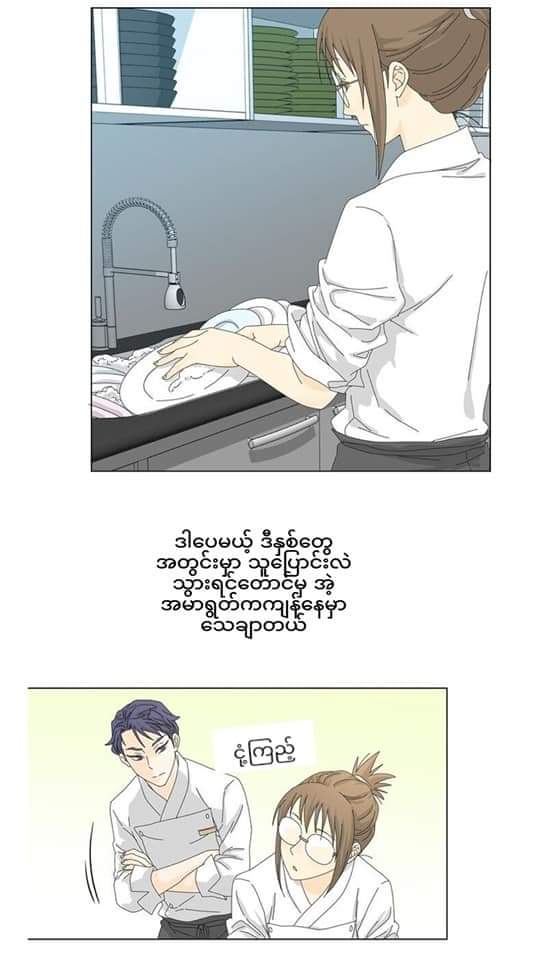 ဒါပေမယ့် ဒီနှစ်တွေ
အတွင်းမှာ သူပြောင်းလဲ
သွားရင်တောင်မှ အဲ့
အမာရွတ်ကကျန်နေမှာ
သေချာတယ်
ငုံ့ကြည့်